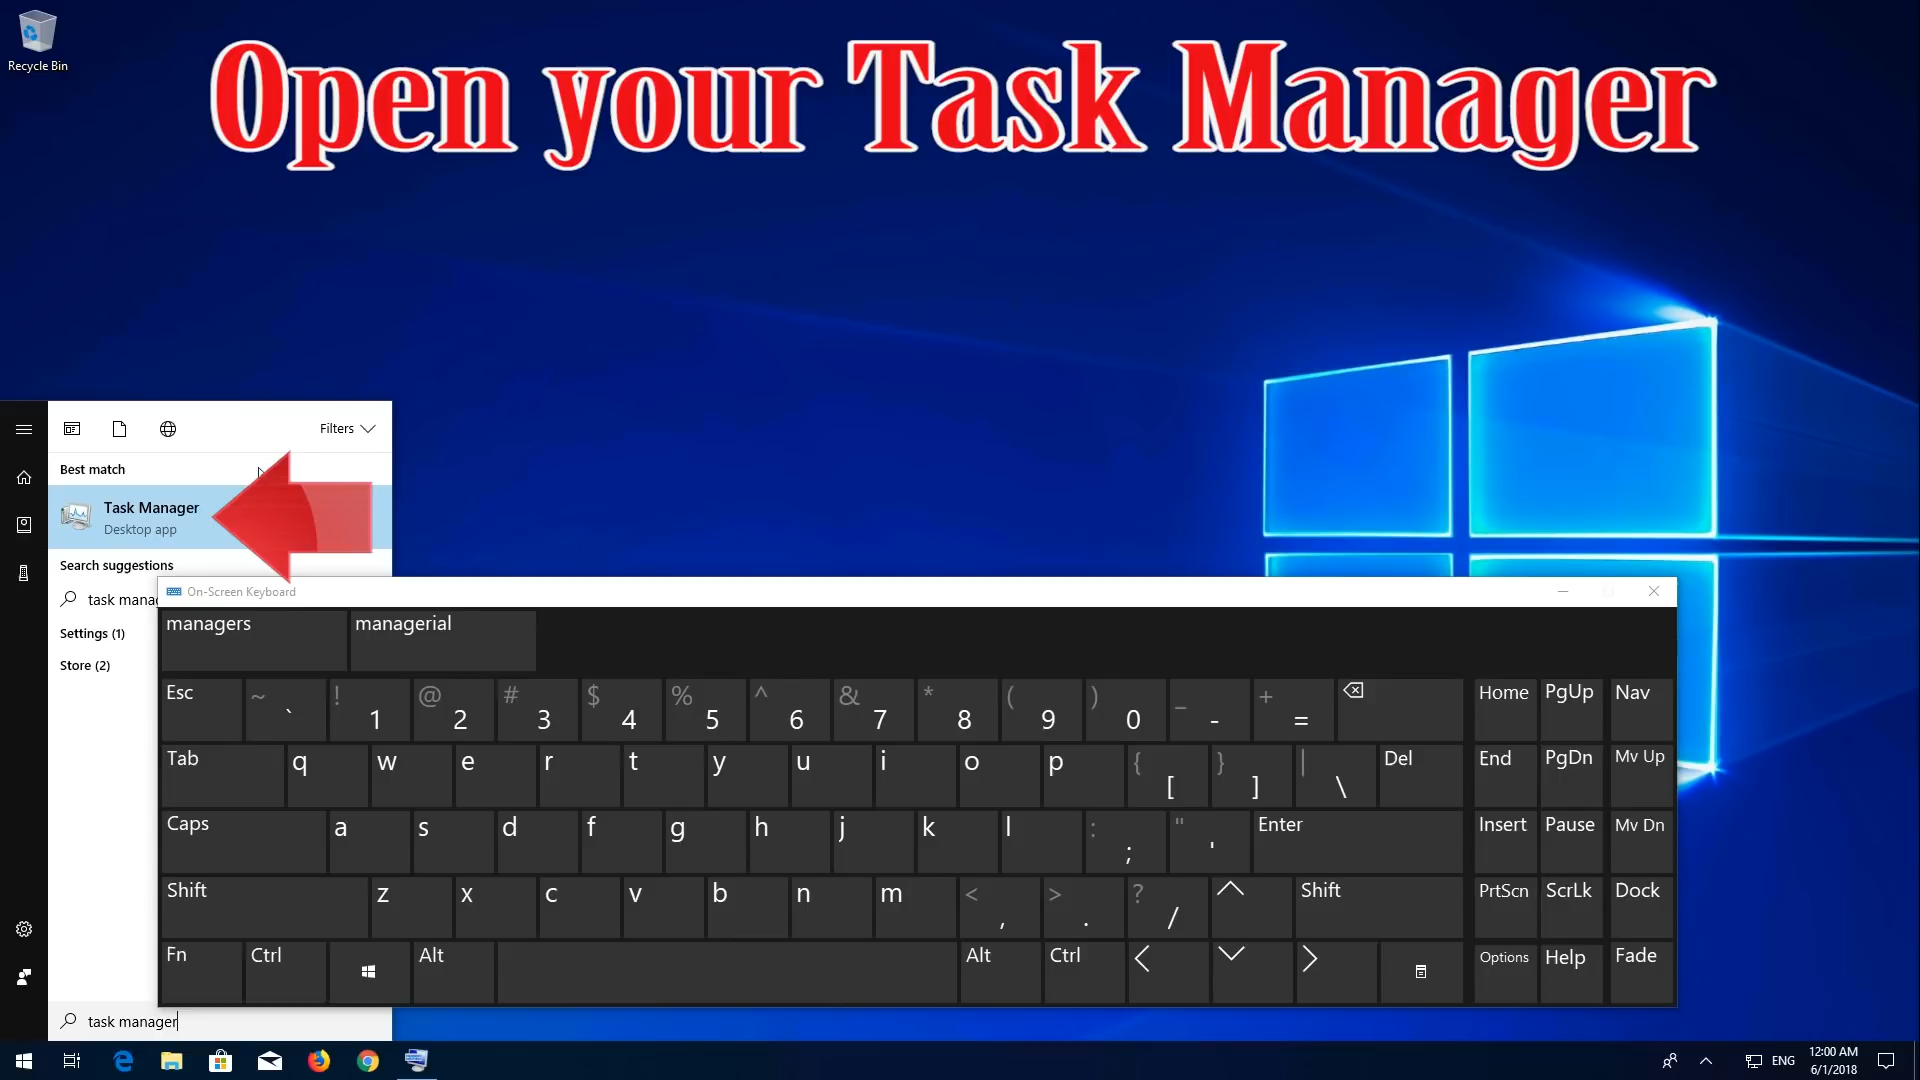 Recycle Bin
Open your Task Manager
Filters
Best match
Task Manager
Desktop app
Search suggestions
task mana
Settings (1)
Store (2)
On-Screen Keyboard
managers managerial
Esc ~ ` ! 1 @ 2 # 3 $ 4 % 5 ^ 6 & 7 * 8 ( 9 ) 0 _ - + = Home PgUp Nav
Tab q w e r t y u i o p { [ } ] | \ Del End PgDn Mv Up
Caps a s d f g h j k l : ; " ' Enter Insert Pause Mv Dn
Shift z x c v b n m < , > . ? / Shift PrtScn ScrLk Dock
Fn Ctrl Alt Alt Ctrl Options Help Fade
task manager
ENG
12:00 AM
6/1/2018